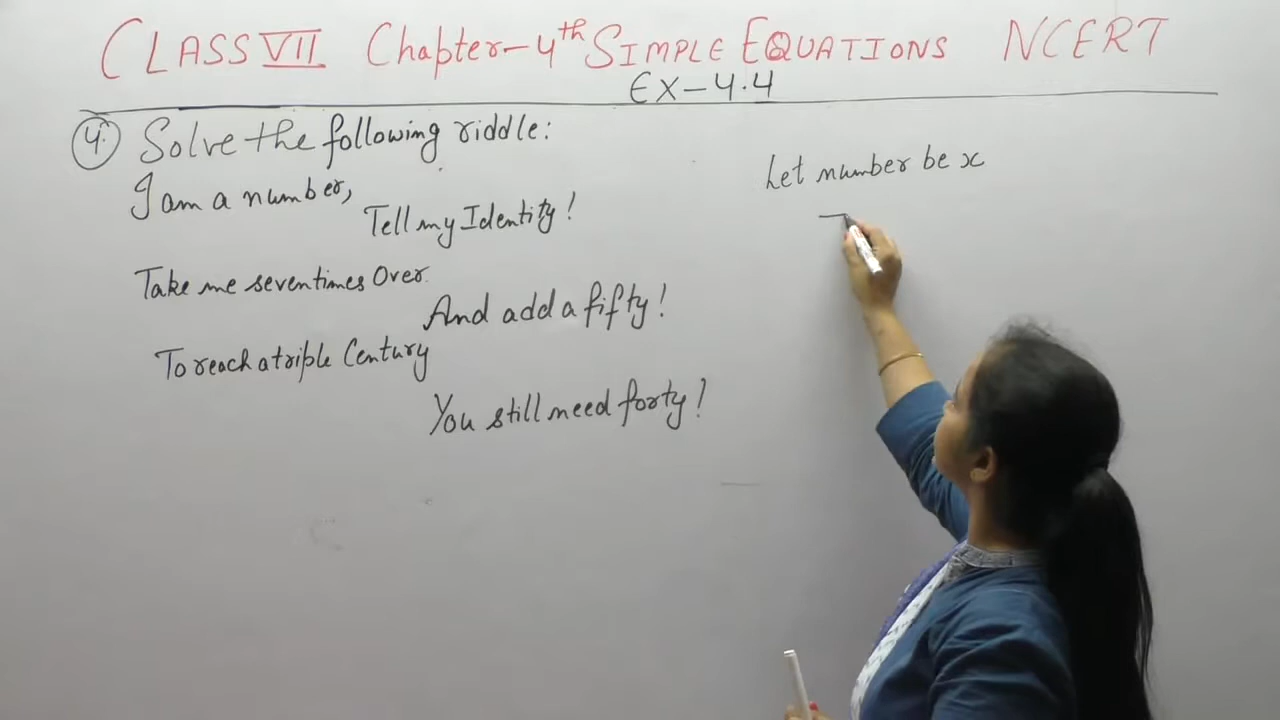 CLASS VII Chapter-4th SIMPLE EQUATIONS NCERT
EX-4.4
4. Solve the following riddle:
I am a number,
Tell my Identity!
Take me seventimes Over.
And add a fifty!
To reach a triple Century
You still need forty!
Let number be x